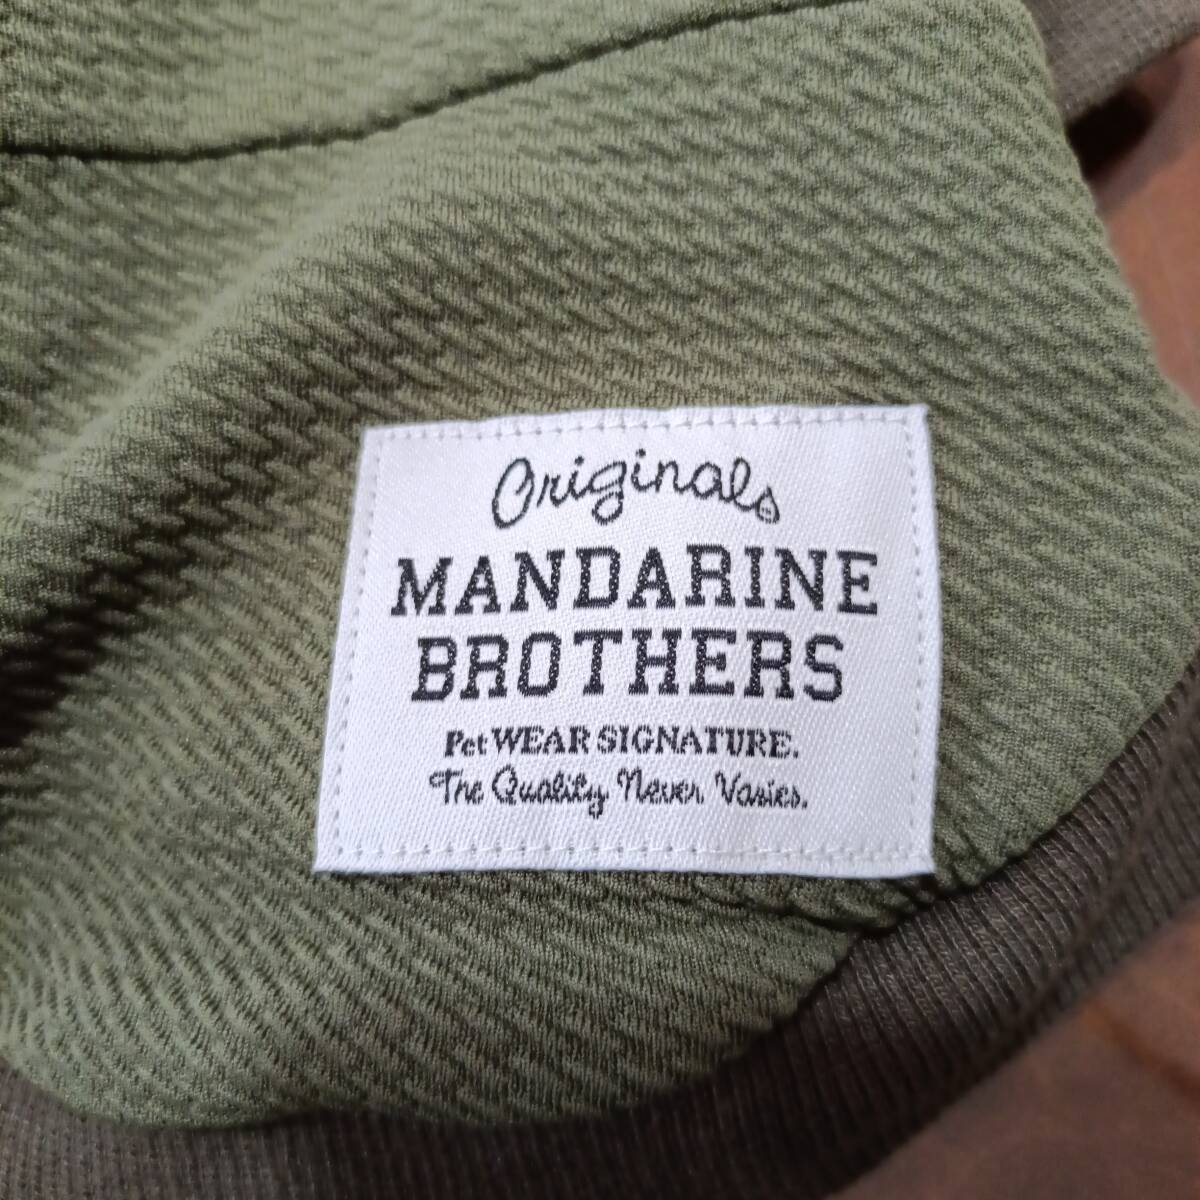 Originals
MANDARINE
BROTHERS
Pet WEAR SIGNATURE.
The Quality Never Varies.